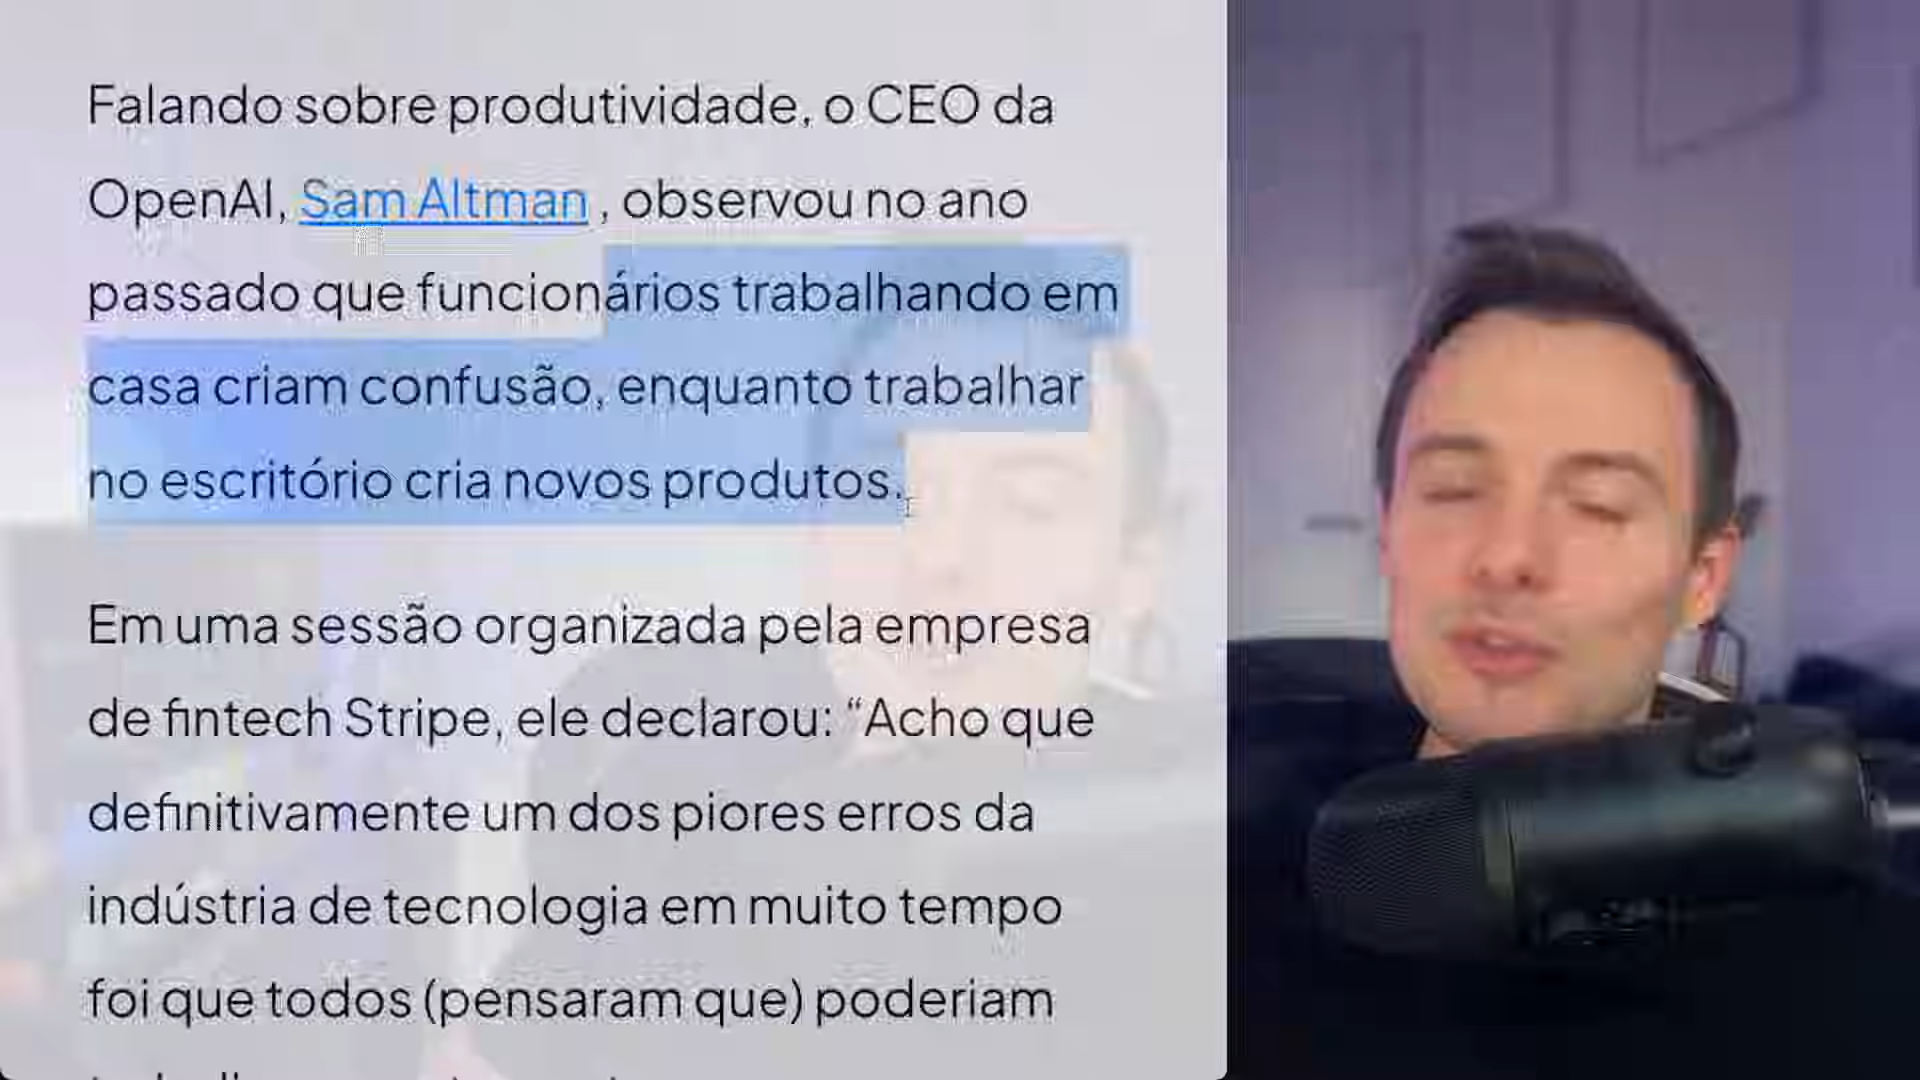 Falando sobre produtividade, o CEO da
OpenAI, Sam Altman , observou no ano
passado que funcionários trabalhando em
casa criam confusão, enquanto trabalhar
no escritório cria novos produtos.
Em uma sessão organizada pela empresa
de fintech Stripe, ele declarou: “Acho que
definitivamente um dos piores erros da
indústria de tecnologia em muito tempo
foi que todos (pensaram que) poderiam